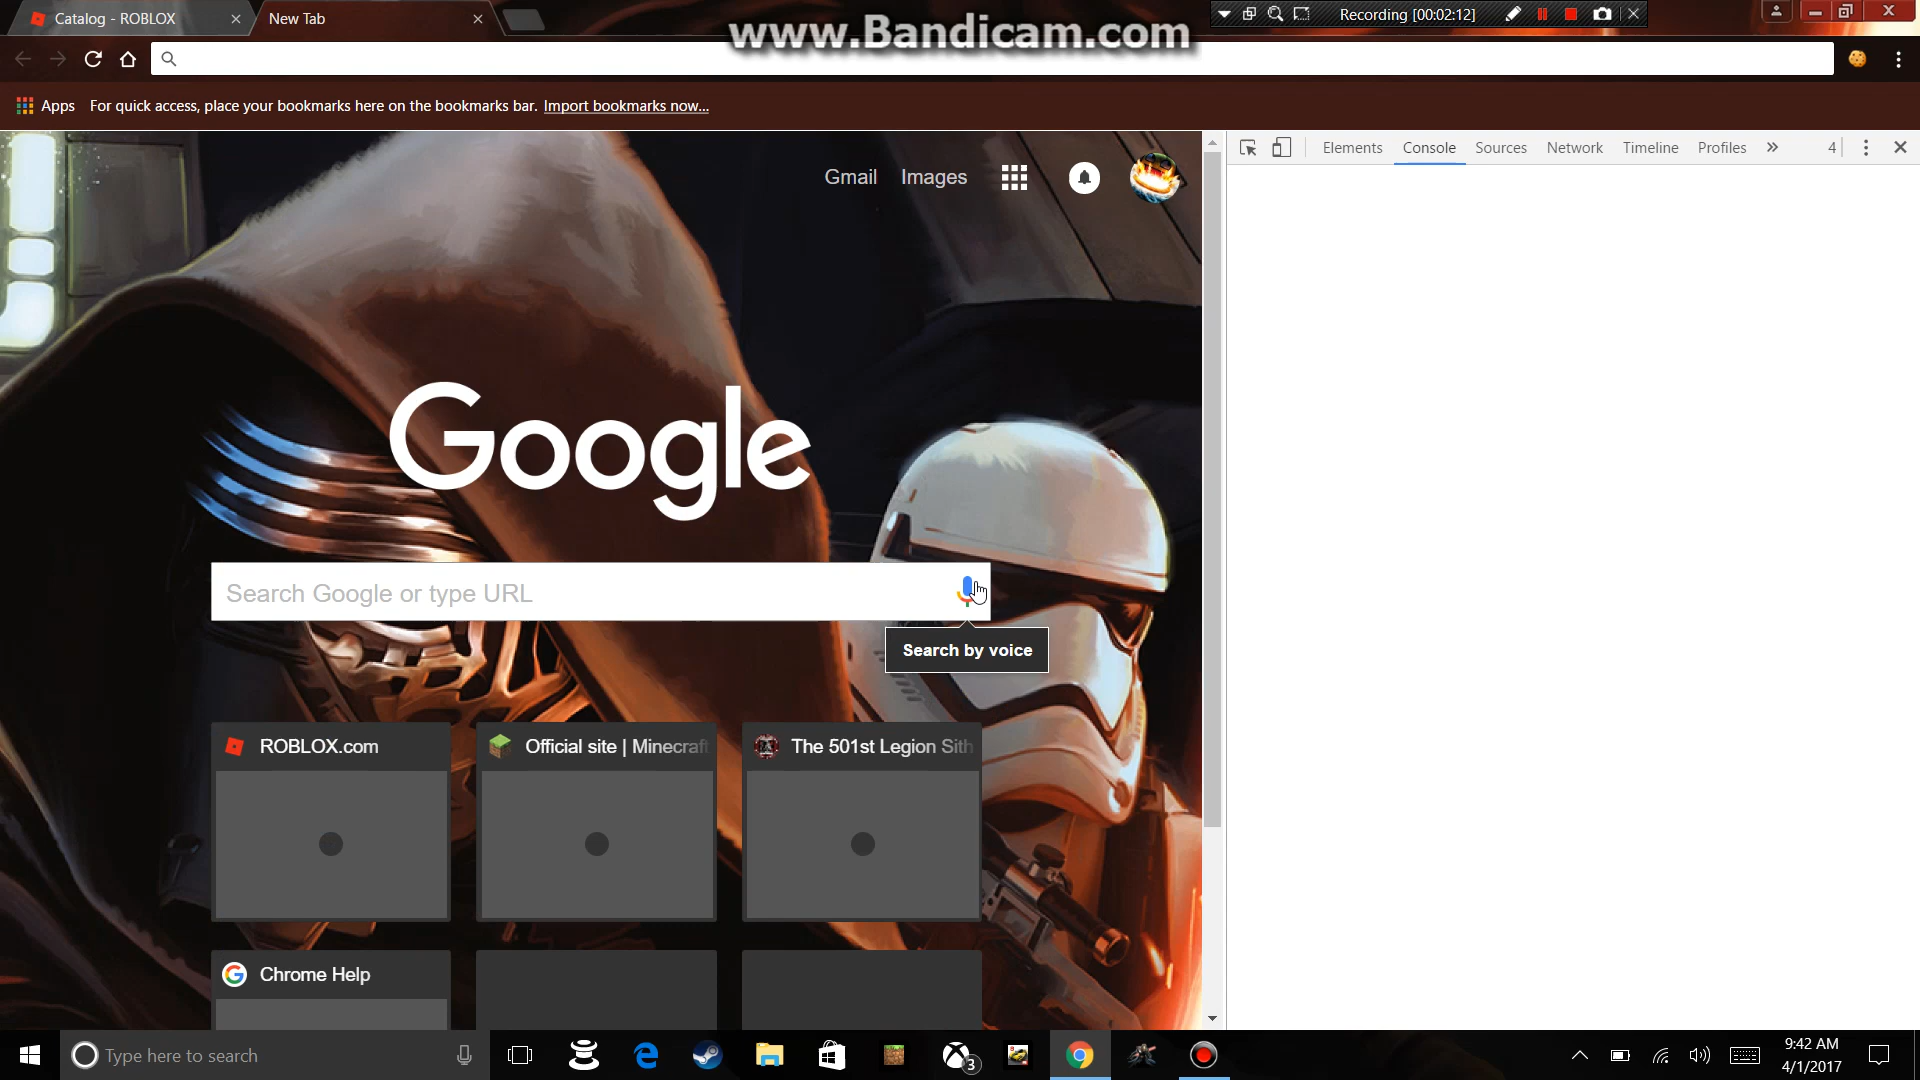 Catalog - ROBLOX
New Tab
www.Bandicam.com
Recording [00:02:12]
Apps
For quick access, place your bookmarks here on the bookmarks bar. Import bookmarks now...
Gmail
Images
Elements
Console
Sources
Network
Timeline
Profiles
4
Google
Search Google or type URL
Search by voice
ROBLOX.com
Official site | Minecraft
The 501st Legion Sith
Chrome Help
Type here to search
3
9:42 AM
4/1/2017